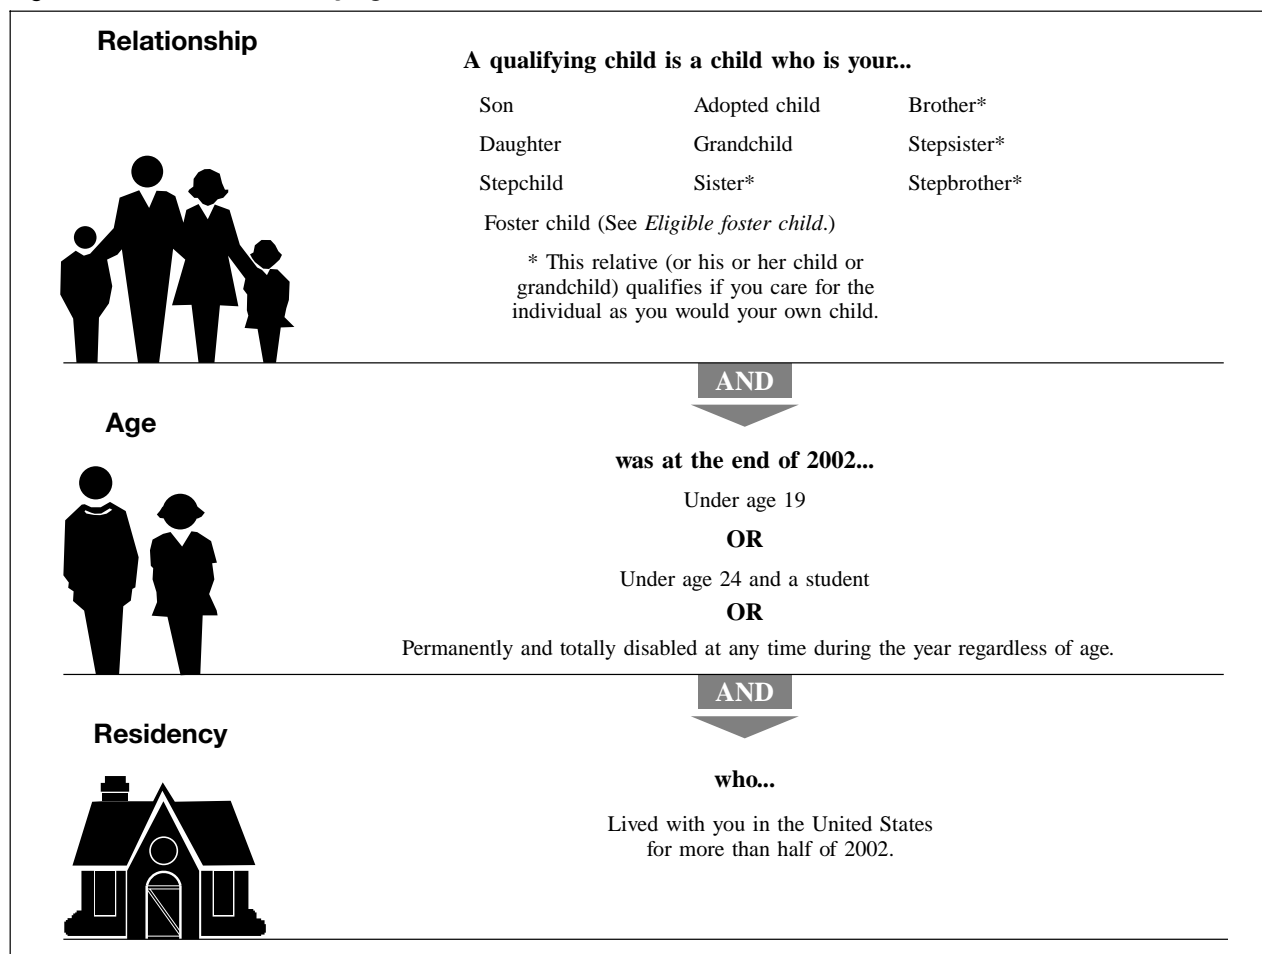 Relationship
A qualifying child is a child who is your...
Son Adopted child Brother*
Daughter Grandchild Stepsister*
Stepchild Sister* Stepbrother*
Foster child (See Eligible foster child.)
* This relative (or his or her child or
grandchild) qualifies if you care for the
individual as you would your own child.
AND
Age
was at the end of 2002...
Under age 19
OR
Under age 24 and a student
OR
Permanently and totally disabled at any time during the year regardless of age.
AND
Residency
who...
Lived with you in the United States
for more than half of 2002.